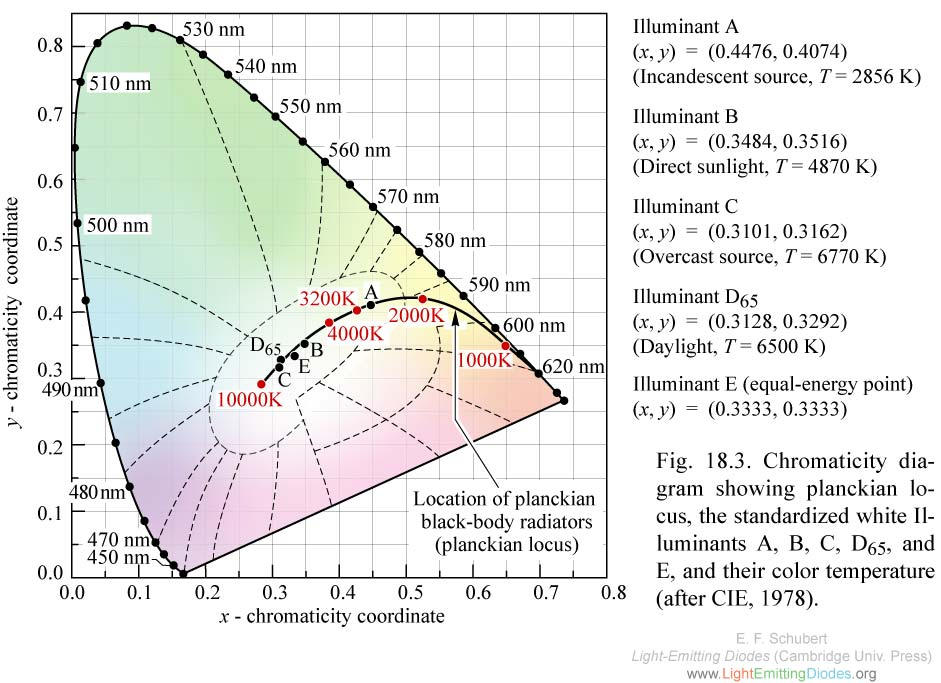 0.8
0.7
0.6
0.5
0.4
0.3
0.2
0.1
0.0
y - chromaticity coordinate
530 nm
540 nm
510 nm
550 nm
560 nm
570 nm
500 nm
580 nm
590 nm
3200K
A
2000K
600 nm
4000K
D65
B
1000K
E
620 nm
C
490nm
10000K
480nm
Location of planckian
black-body radiators
(planckian locus)
470 nm
450 nm
0.0 0.1 0.2 0.3 0.4 0.5 0.6 0.7 0.8
x - chromaticity coordinate
Illuminant A
(x, y) = (0.4476, 0.4074)
(Incandescent source, T = 2856 K)
Illuminant B
(x, y) = (0.3484, 0.3516)
(Direct sunlight, T = 4870 K)
Illuminant C
(x, y) = (0.3101, 0.3162)
(Overcast source, T = 6770 K)
Illuminant D65
(x, y) = (0.3128, 0.3292)
(Daylight, T = 6500 K)
Illuminant E (equal-energy point)
(x, y) = (0.3333, 0.3333)
Fig. 18.3. Chromaticity dia-
gram showing planckian lo-
cus, the standardized white Il-
luminants A, B, C, D65, and
E, and their color temperature
(after CIE, 1978).
E. F. Schubert
Light-Emitting Diodes (Cambridge Univ. Press)
www.LightEmittingDiodes.org